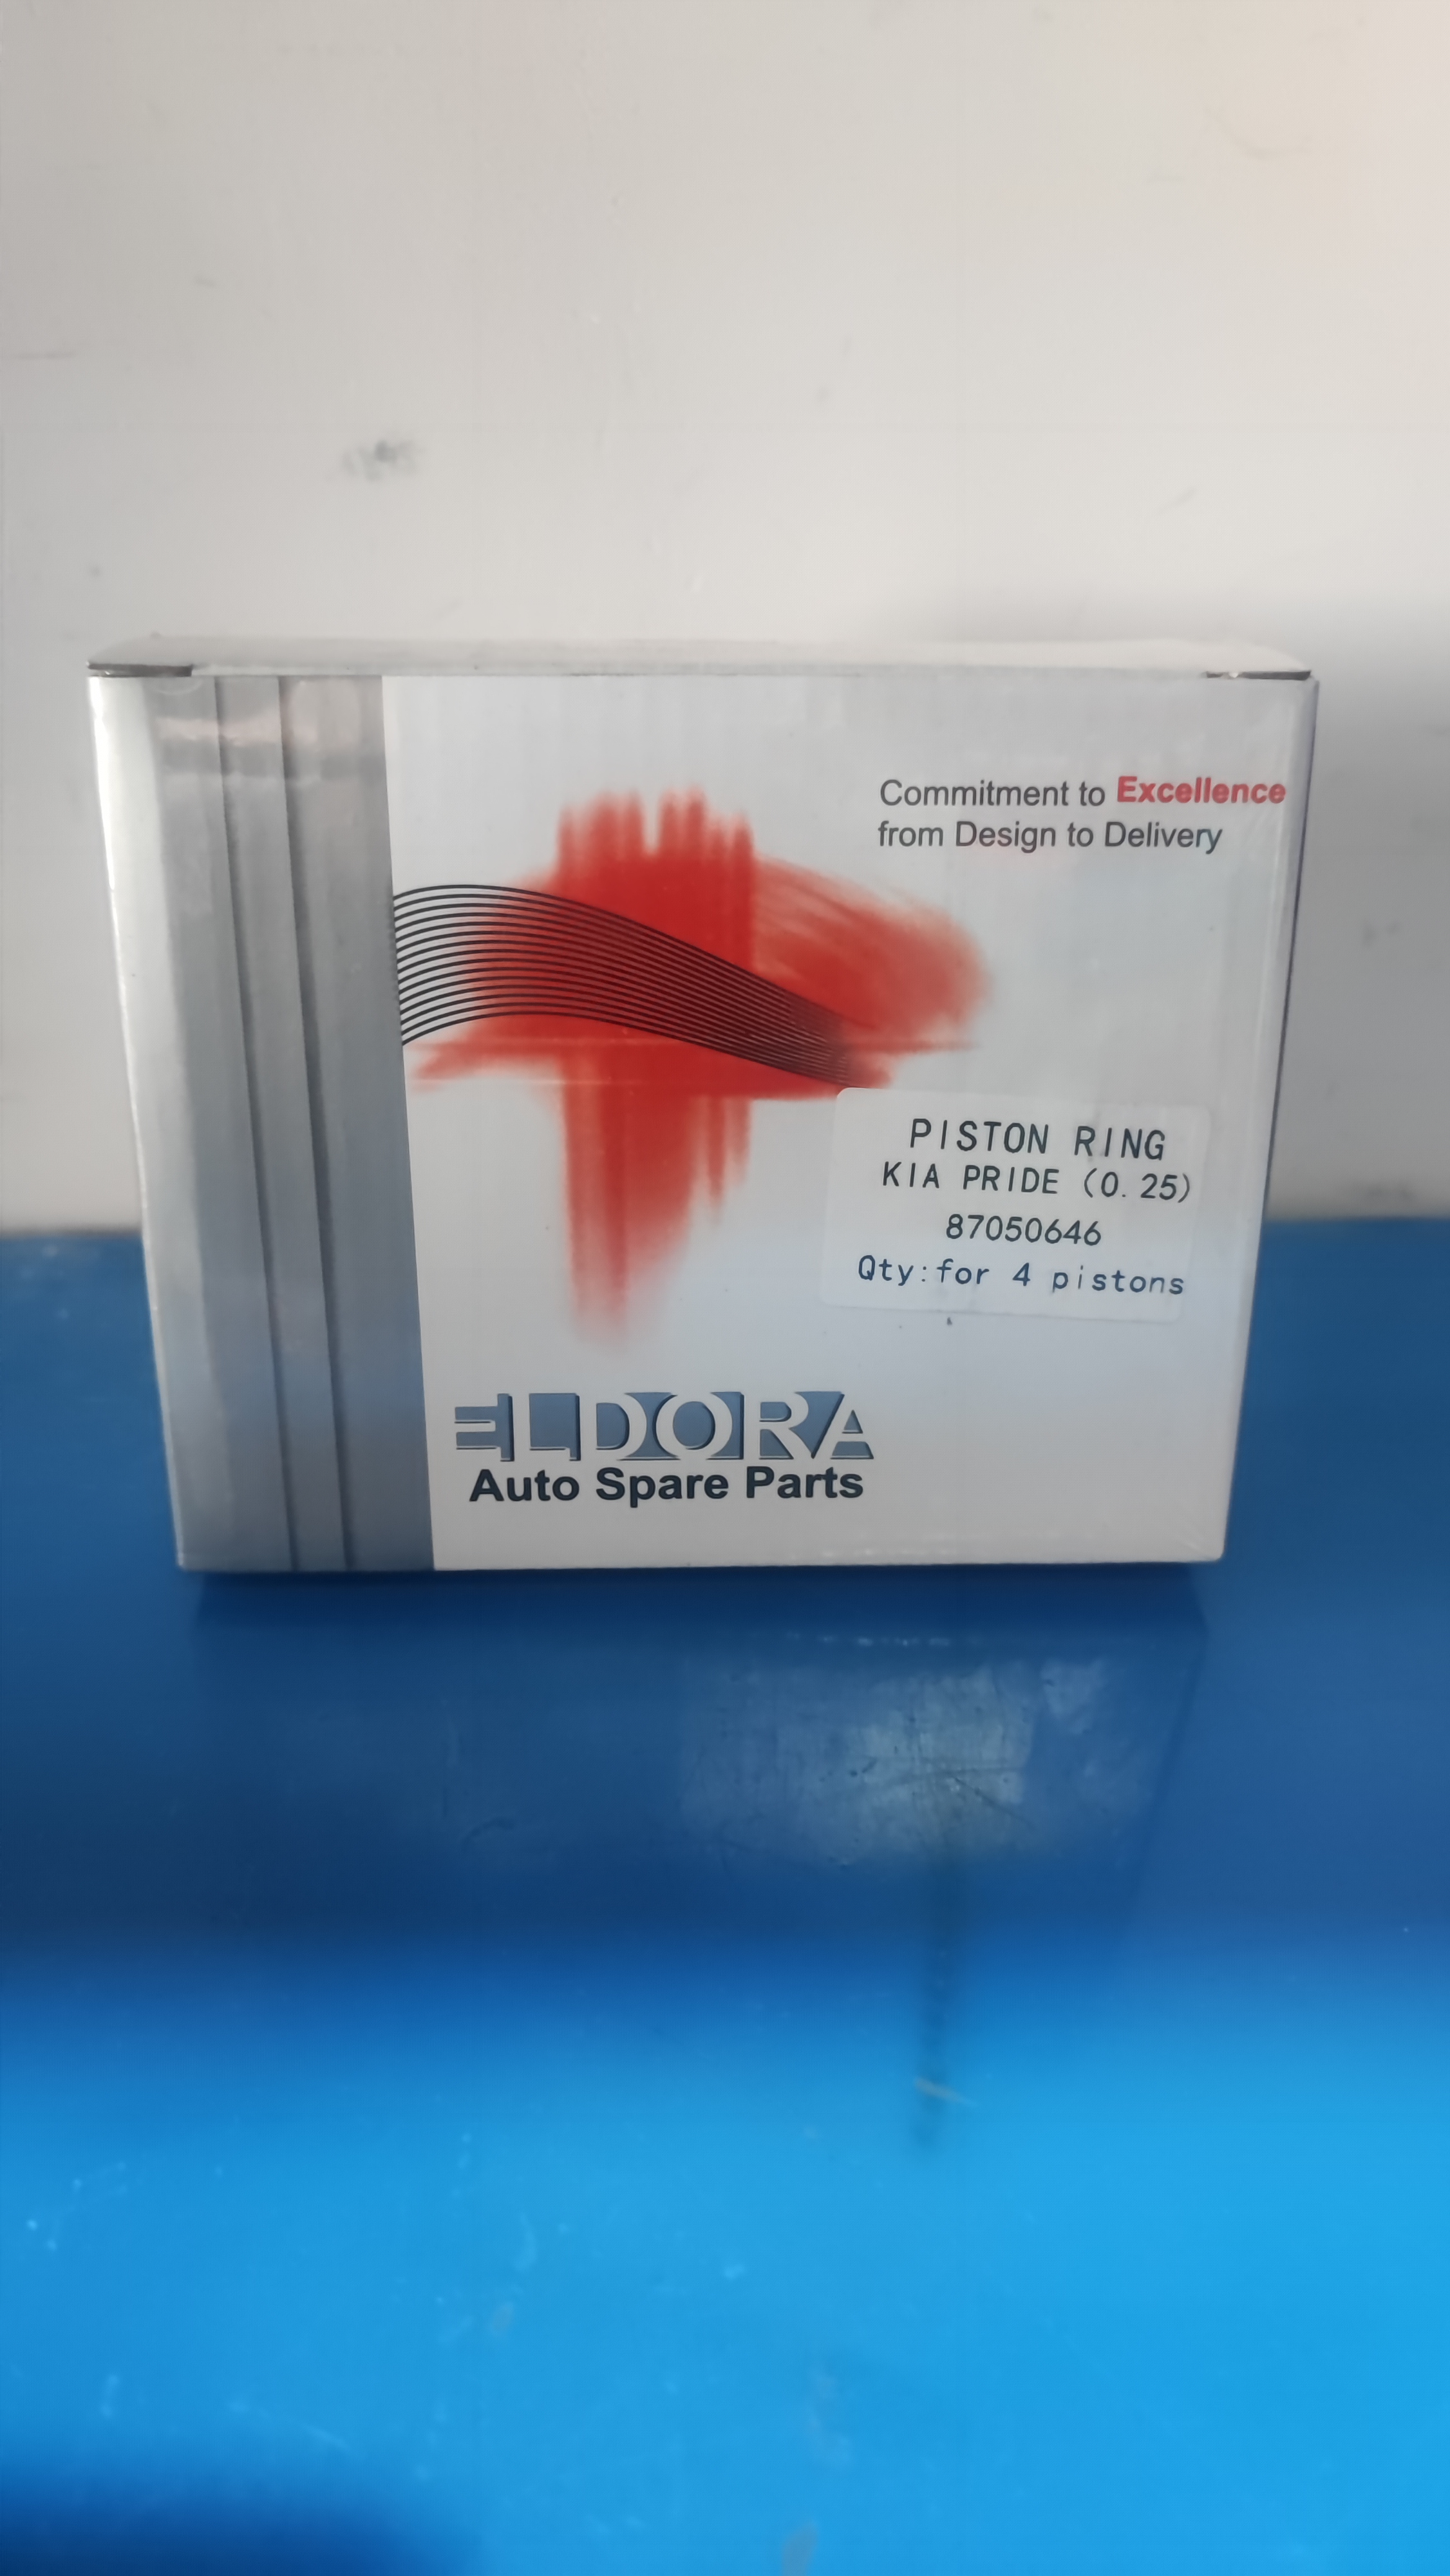 Commitment to Excellence
from Design to Delivery
PISTON RING
KIA PRIDE (0.25)
87050646
Qty:for 4 pistons
ELDORA
Auto Spare Parts